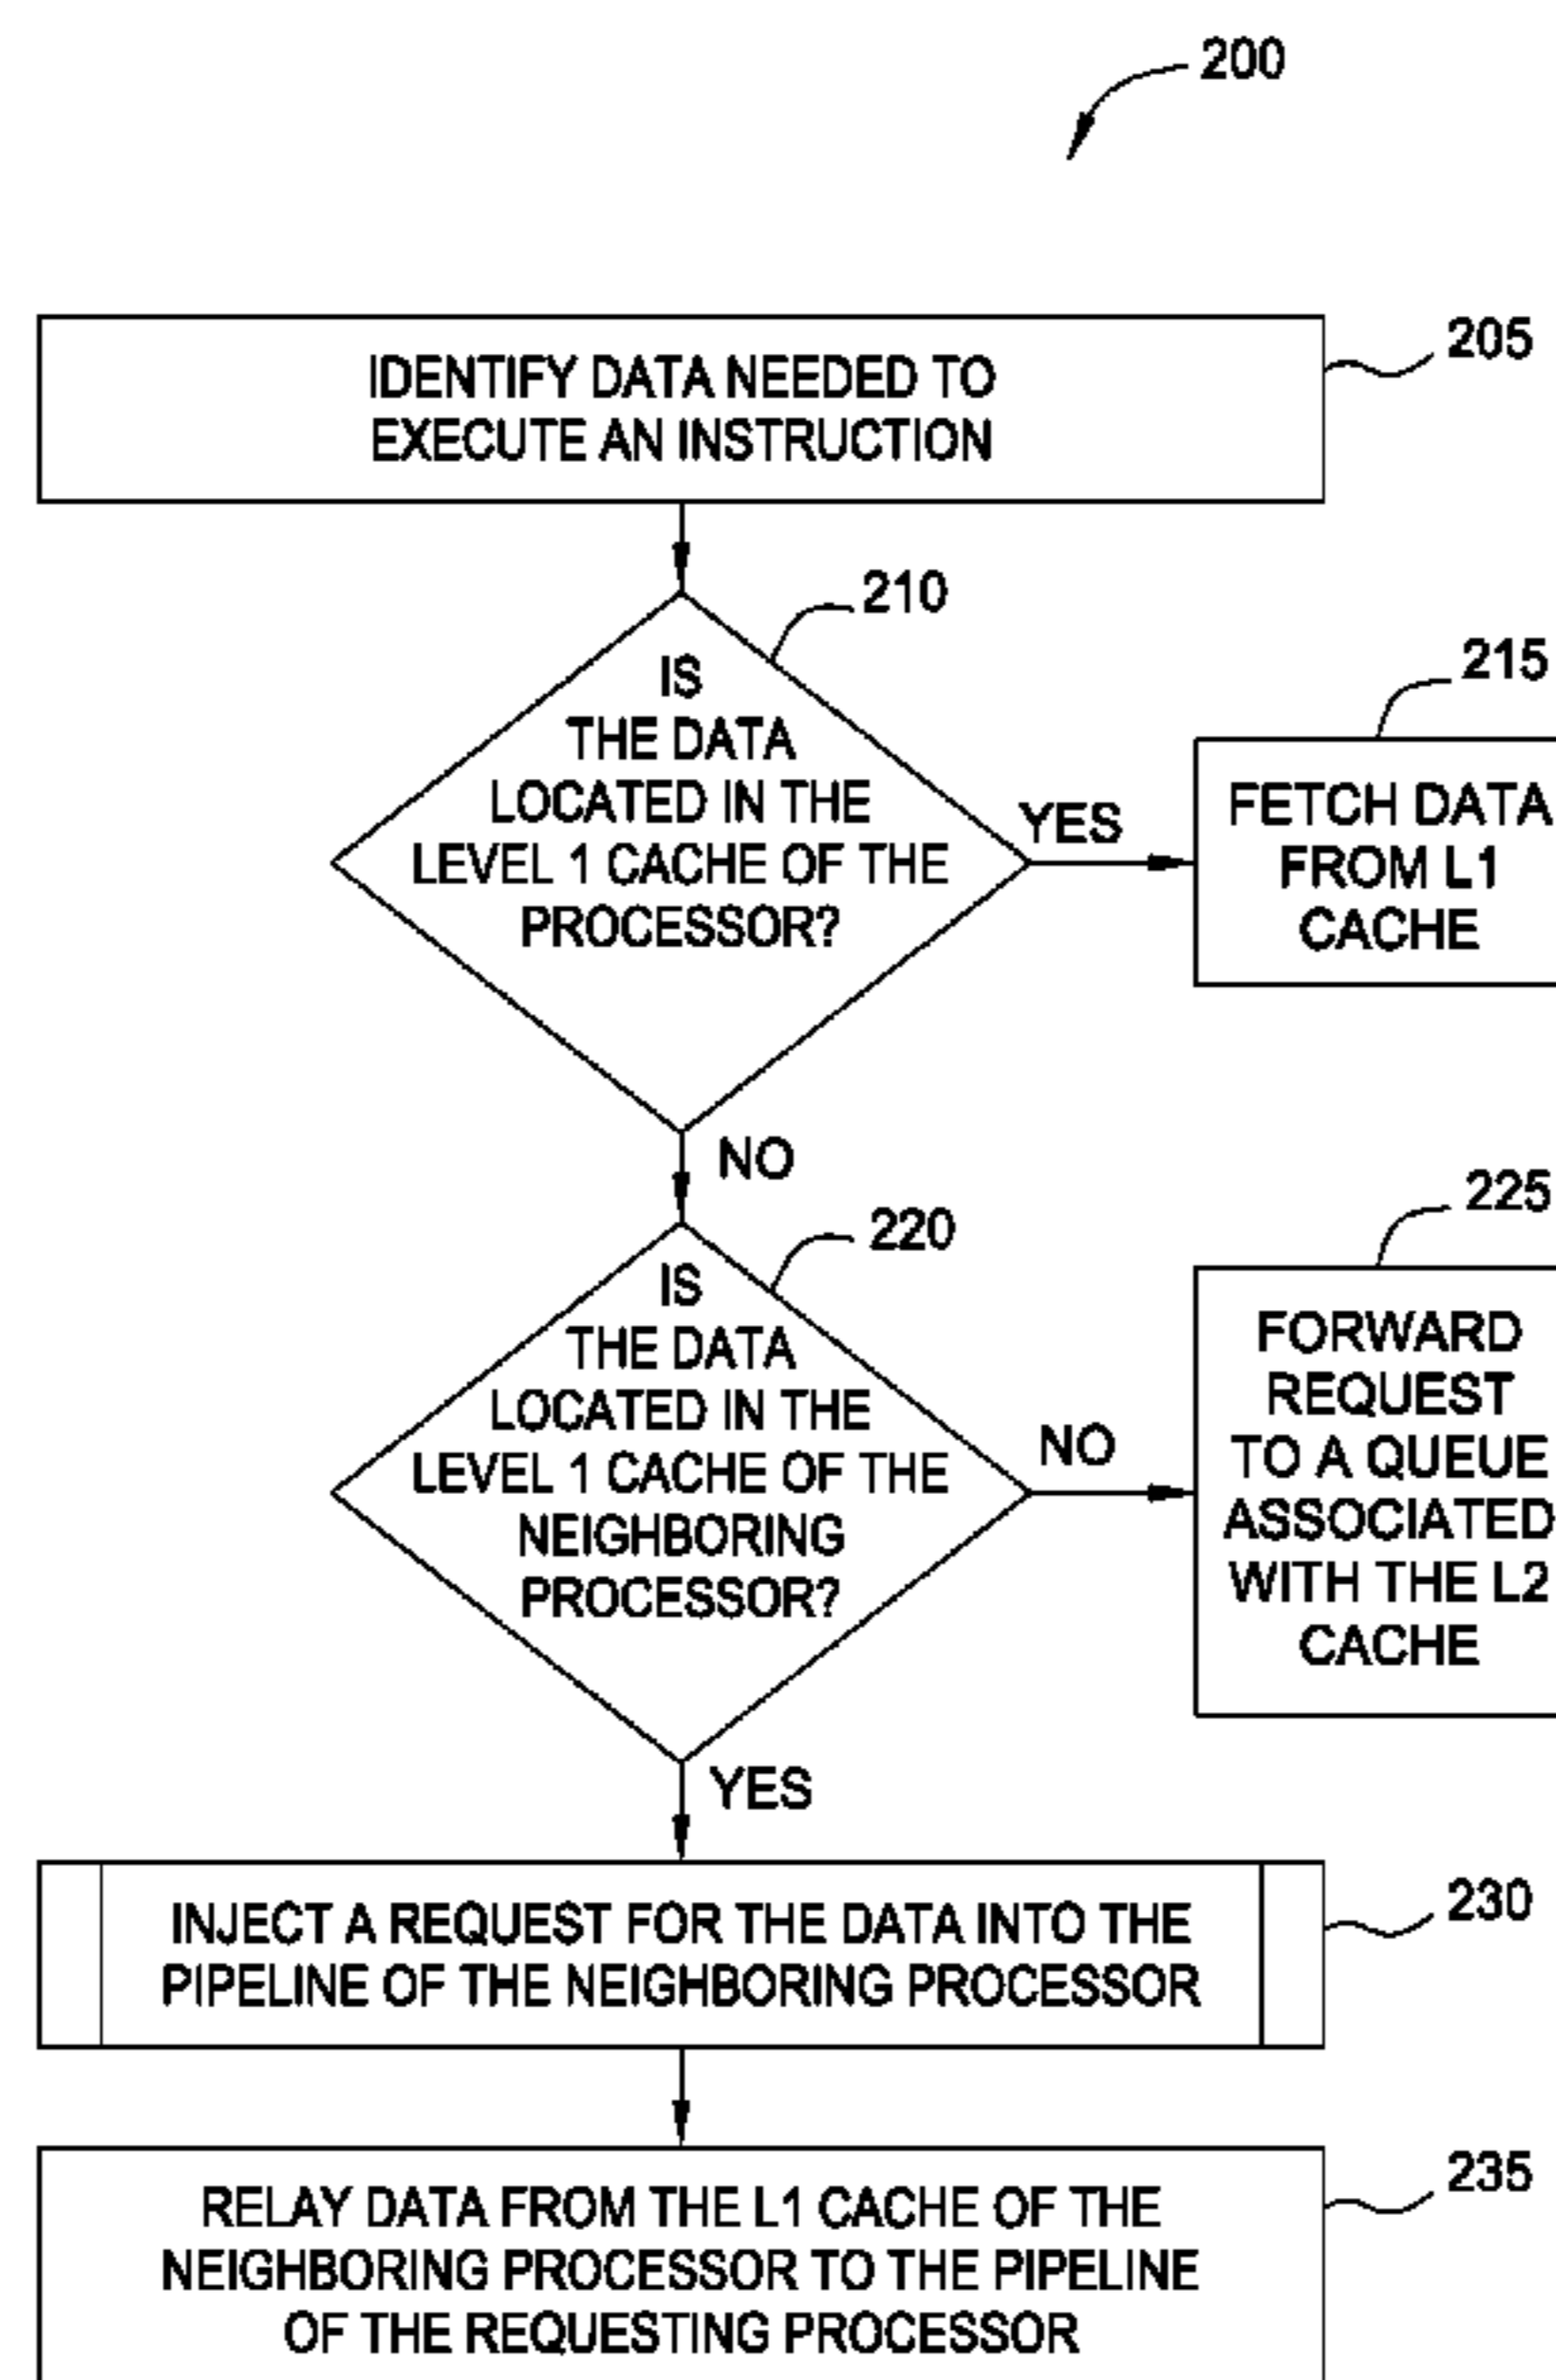 200
205
IDENTIFY DATA NEEDED TO
EXECUTE AN INSTRUCTION
210
IS
THE DATA
LOCATED IN THE
LEVEL 1 CACHE OF THE
PROCESSOR?
YES
215
FETCH DATA
FROM L1
CACHE
NO
220
IS
THE DATA
LOCATED IN THE
LEVEL 1 CACHE OF THE
NEIGHBORING
PROCESSOR?
NO
225
FORWARD
REQUEST
TO A QUEUE
ASSOCIATED
WITH THE L2
CACHE
YES
230
INJECT A REQUEST FOR THE DATA INTO THE
PIPELINE OF THE NEIGHBORING PROCESSOR
235
RELAY DATA FROM THE L1 CACHE OF THE
NEIGHBORING PROCESSOR TO THE PIPELINE
OF THE REQUESTING PROCESSOR